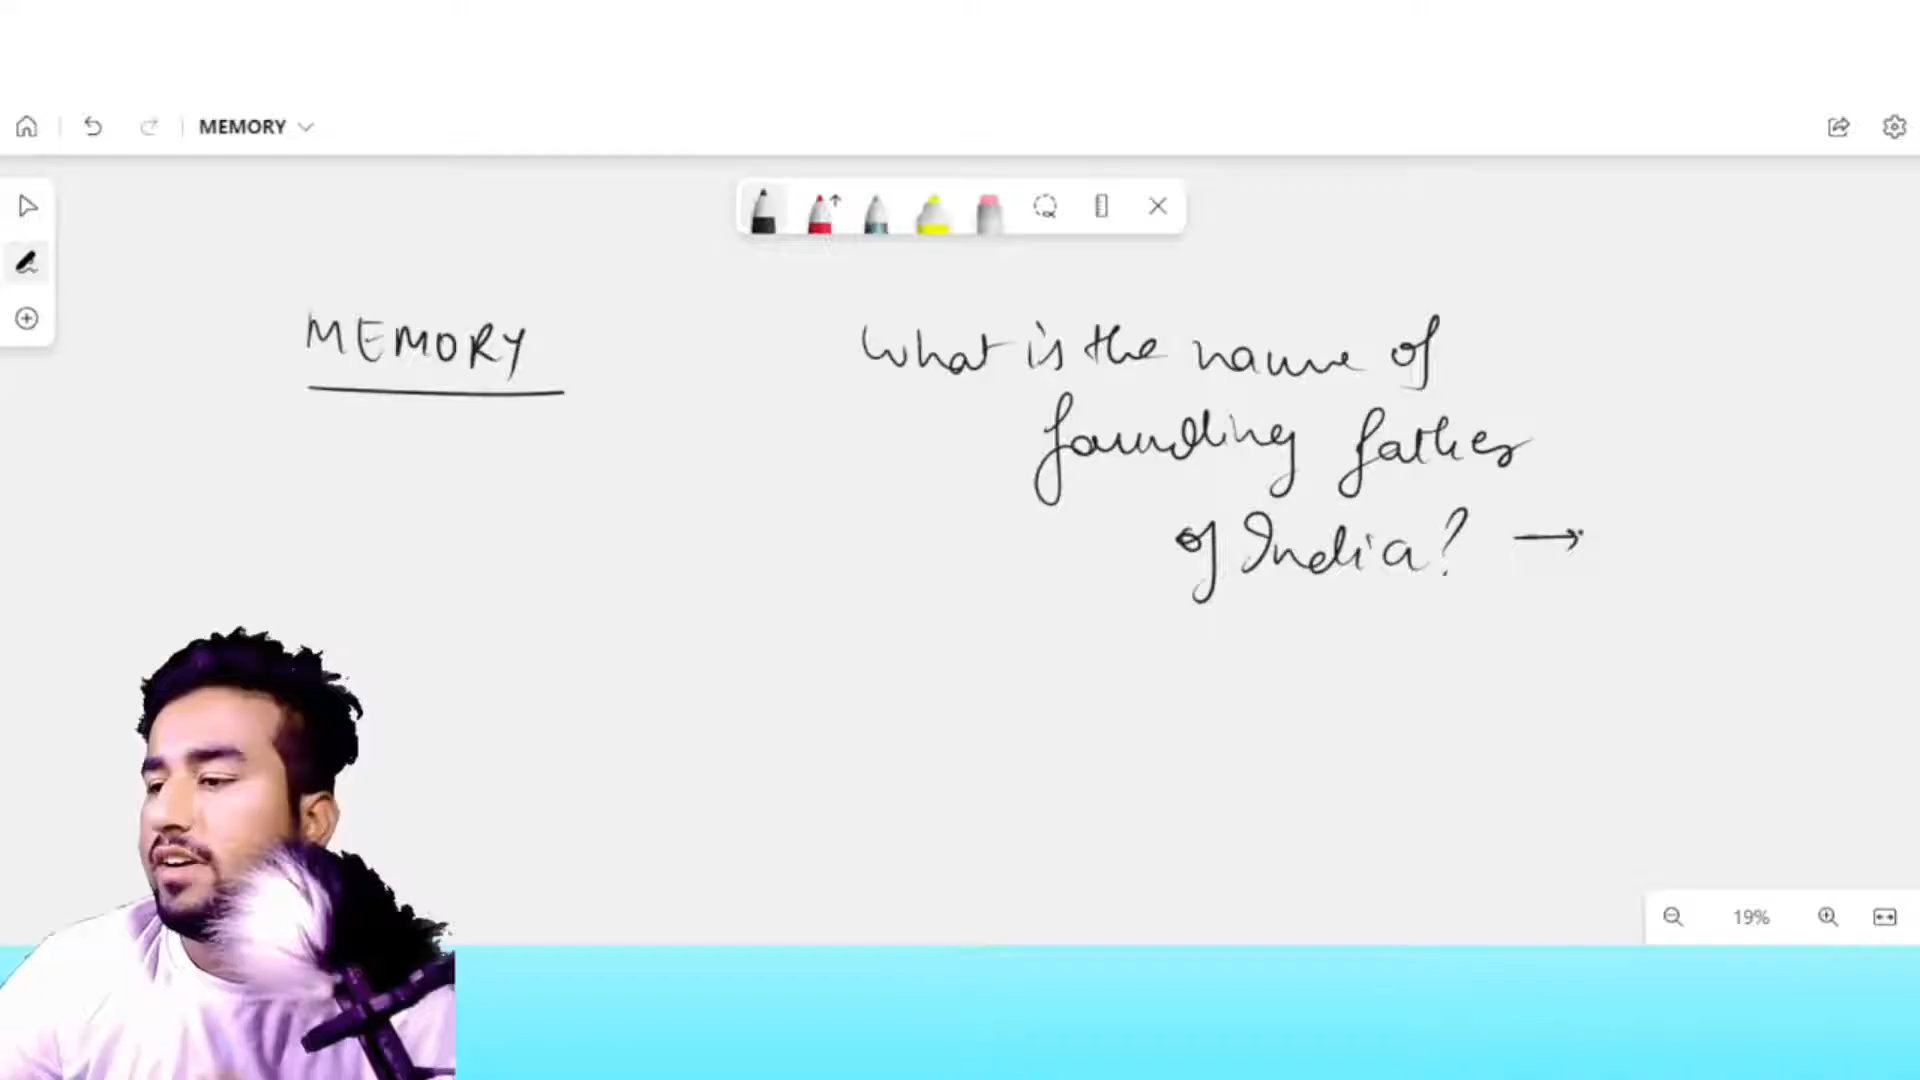 MEMORY
MEMORY
What is the name of
founding father
of India? →
19%